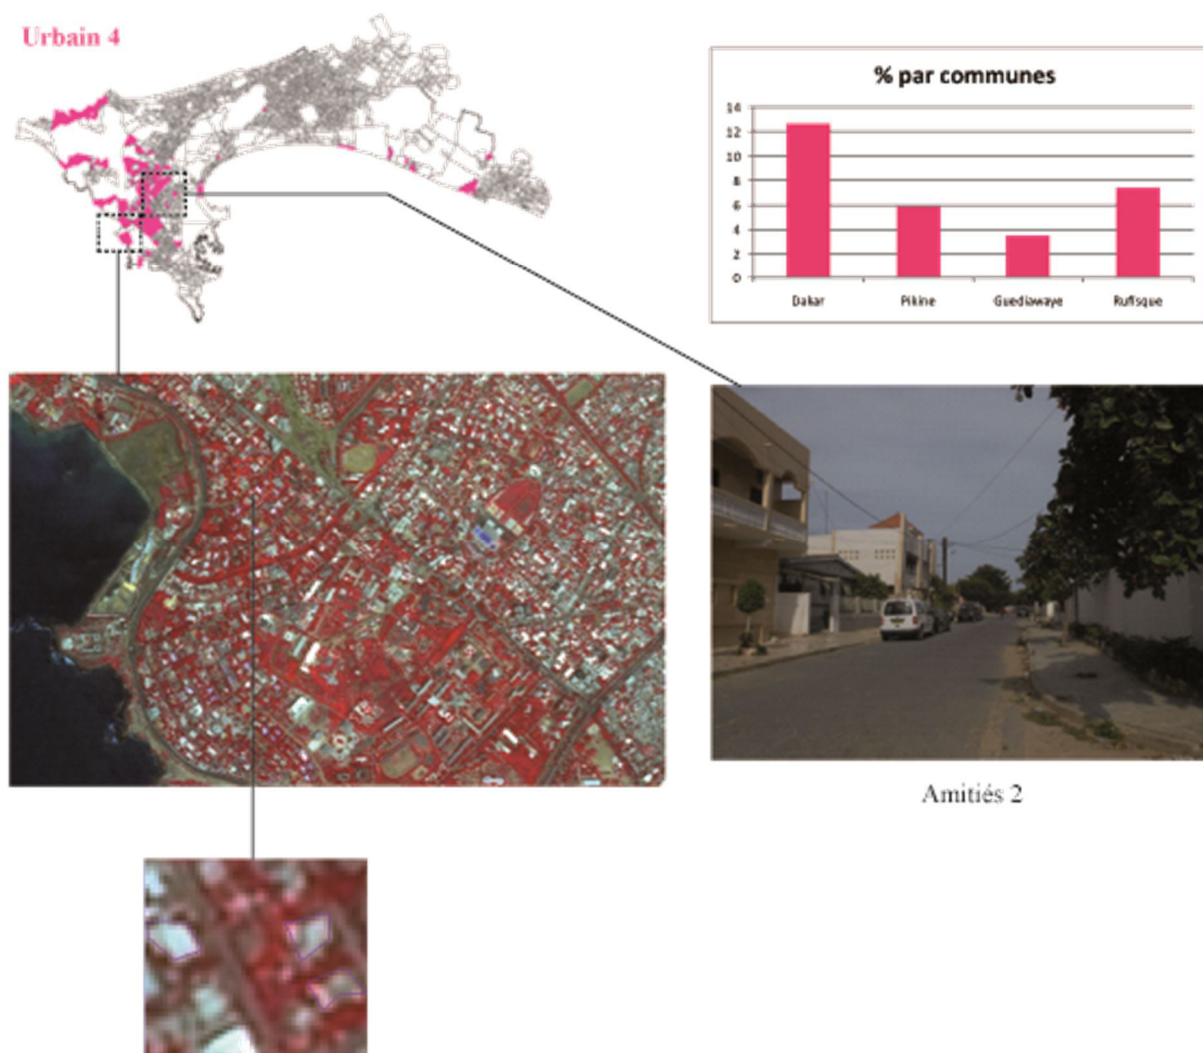 Urbain 4
% par communes
14
12
10
8
6
4
2
0
Dakar
Pikine
Guediawaye
Rufisque
Amitiés 2